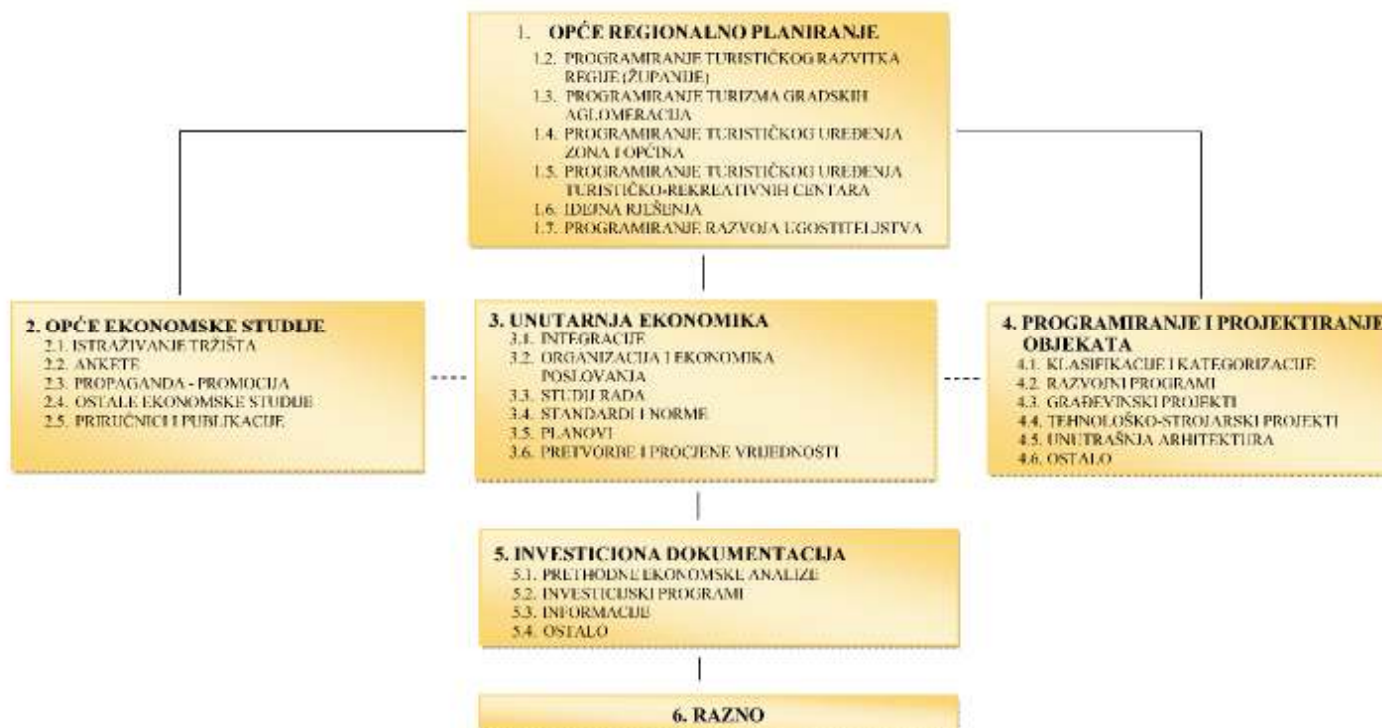 1. OPĆE REGIONALNO PLANIRANJE
1.2. PROGRAMIRANJE TURISTIČKOG RAZVITKA
REGIJE (ŽUPANIJE)
1.3. PROGRAMIRANJE TURIZMA GRADSKIH
AGLOMERACIJA
1.4. PROGRAMIRANJE TURISTIČKOG UREĐENJA
ZONA I OPĆINA
1.5. PROGRAMIRANJE TURISTIČKOG UREĐENJA
TURISTIČKO-REKREATIVNIH CENTARA
1.6. IDEJNA RJEŠENJA
1.7. PROGRAMIRANJE RAZVOJA UGOSTITELJSTVA
2. OPĆE EKONOMSKE STUDIJE
2.1. ISTRAŽIVANJE TRŽIŠTA
2.2. ANKETE
2.3. PROPAGANDA - PROMOCIJA
2.4. OSTALE EKONOMSKE STUDIJE
2.5. PRIRUČNICI I PUBLIKACIJE
3. UNUTARNJA EKONOMIKA
3.1. INTEGRACIJE
3.2. ORGANIZACIJA I EKONOMIKA
POSLOVANJA
3.3. STUDIJ RADA
3.4. STANDARDI I NORME
3.5. PLANOVI
3.6. PRETVORBE I PROCJENE VRIJEDNOSTI
4. PROGRAMIRANJE I PROJEKTIRANJE
OBJEKATA
4.1. KLASIFIKACIJE I KATEGORIZACIJE
4.2. RAZVOJNI PROGRAMI
4.3. GRAĐEVINSKI PROJEKTI
4.4. TEHNOLOŠKO-STROJARSKI PROJEKTI
4.5. UNUTRAŠNJA ARHITEKTURA
4.6. OSTALO
5. INVESTICIONA DOKUMENTACIJA
5.1. PRETHODNE EKONOMSKE ANALIZE
5.2. INVESTICIJSKI PROGRAMI
5.3. INFORMACIJE
5.4. OSTALO
6. RAZNO